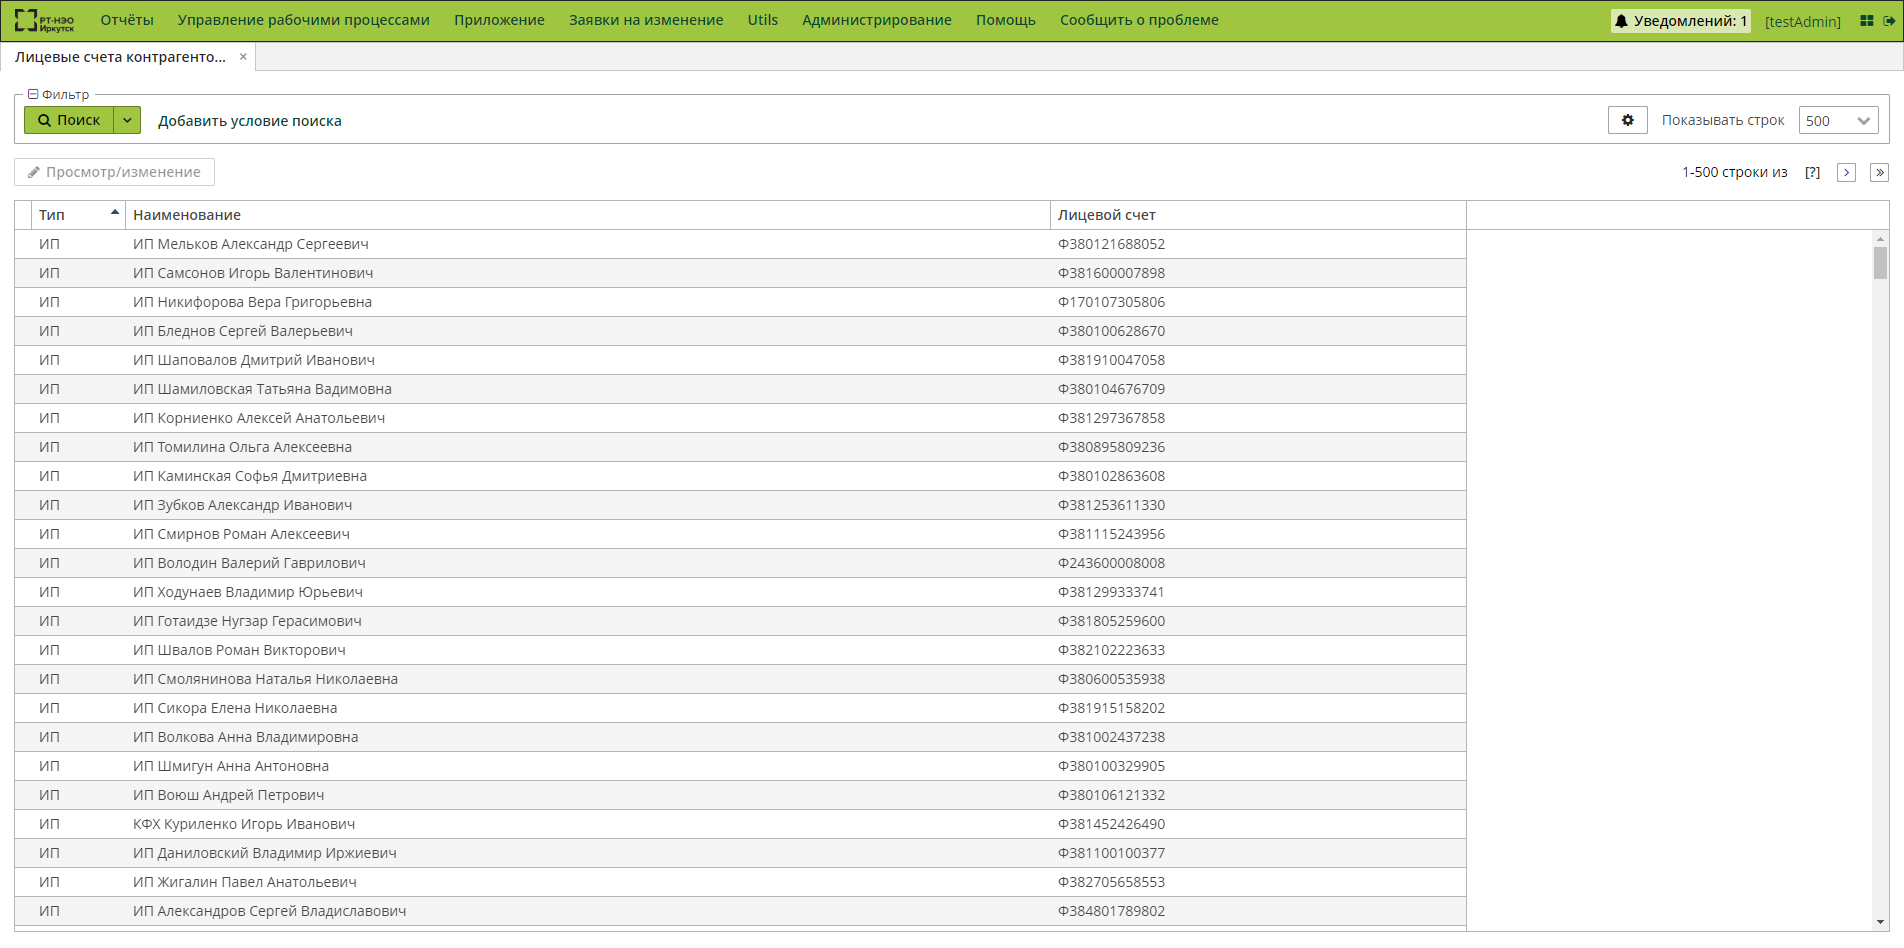 РТ-НЭО Иркутск Отчёты Управление рабочими процессами Приложение Заявки на изменение Utils Администрирование Помощь Сообщить о проблеме Уведомлений: 1 [testAdmin]
Лицевые счета контрагенто... ×
Фильтр
Поиск Добавить условие поиска Показывать строк 500
Просмотр/изменение 1-500 строки из [?]
Тип Наименование Лицевой счет
ИП ИП Мельков Александр Сергеевич Ф380121688052
ИП ИП Самсонов Игорь Валентинович Ф381600007898
ИП ИП Никифорова Вера Григорьевна Ф170107305806
ИП ИП Бледнов Сергей Валерьевич Ф380100628670
ИП ИП Шаповалов Дмитрий Иванович Ф381910047058
ИП ИП Шамиловская Татьяна Вадимовна Ф380104676709
ИП ИП Корниенко Алексей Анатольевич Ф381297367858
ИП ИП Томилина Ольга Алексеевна Ф380895809236
ИП ИП Каминская Софья Дмитриевна Ф380102863608
ИП ИП Зубков Александр Иванович Ф381253611330
ИП ИП Смирнов Роман Алексеевич Ф381115243956
ИП ИП Володин Валерий Гаврилович Ф243600008008
ИП ИП Ходунаев Владимир Юрьевич Ф381299333741
ИП ИП Готаидзе Нугзар Герасимович Ф381805259600
ИП ИП Швалов Роман Викторович Ф382102223633
ИП ИП Смолянинова Наталья Николаевна Ф380600535938
ИП ИП Сикора Елена Николаевна Ф381915158202
ИП ИП Волкова Анна Владимировна Ф381002437238
ИП ИП Шмигун Анна Антоновна Ф380100329905
ИП ИП Воюш Андрей Петрович Ф380106121332
ИП КФХ Куриленко Игорь Иванович Ф381452426490
ИП ИП Даниловский Владимир Иржиевич Ф381100100377
ИП ИП Жигалин Павел Анатольевич Ф382705658553
ИП ИП Александров Сергей Владиславович Ф384801789802